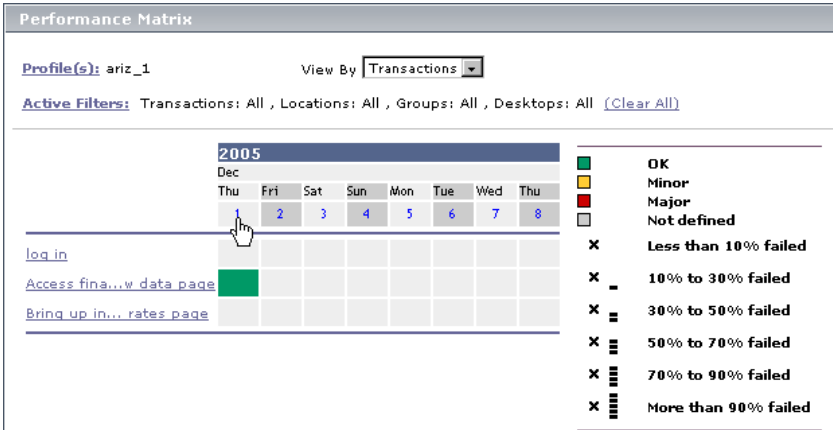 Performance Matrix
Profile(s): ariz_1 View By Transactions
Active Filters: Transactions: All , Locations: All , Groups: All , Desktops: All (Clear All)
2005
Dec
Thu Fri Sat Sun Mon Tue Wed Thu
1 2 3 4 5 6 7 8
log in
Access fina...w data page
Bring up in... rates page
OK
Minor
Major
Not defined
Less than 10% failed
10% to 30% failed
30% to 50% failed
50% to 70% failed
70% to 90% failed
More than 90% failed